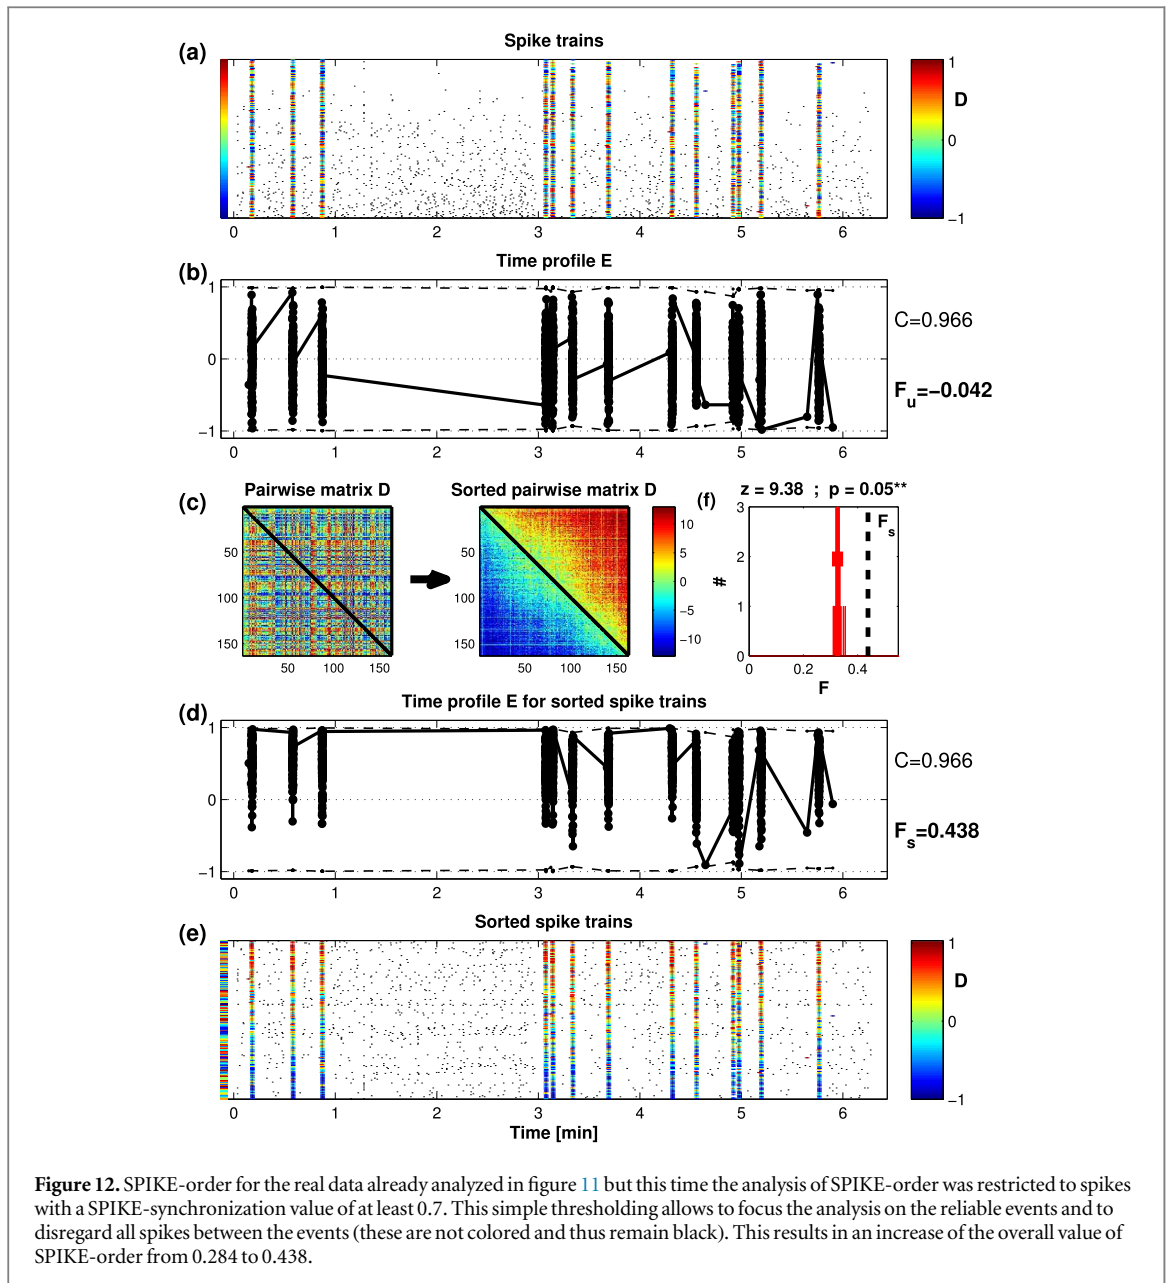 (a)
Spike trains
1
D
0
−1
0 1 2 3 4 5 6
(b)
Time profile E
1
0
−1
C=0.966
Fu=−0.042
0 1 2 3 4 5 6
(c)
Pairwise matrix D
Sorted pairwise matrix D
50
100
150
50 100 150
50
100
150
50 100 150
10
5
0
−5
−10
(f)
z = 9.38 ; p = 0.05**
3
2
1
0
#
Fs
0 0.2 0.4
F
(d)
Time profile E for sorted spike trains
1
0
−1
C=0.966
Fs=0.438
0 1 2 3 4 5 6
(e)
Sorted spike trains
1
D
0
−1
0 1 2 3 4 5 6
Time [min]
Figure 12. SPIKE-order for the real data already analyzed in figure 11 but this time the analysis of SPIKE-order was restricted to spikes
with a SPIKE-synchronization value of at least 0.7. This simple thresholding allows to focus the analysis on the reliable events and to
disregard all spikes between the events (these are not colored and thus remain black). This results in an increase of the overall value of
SPIKE-order from 0.284 to 0.438.